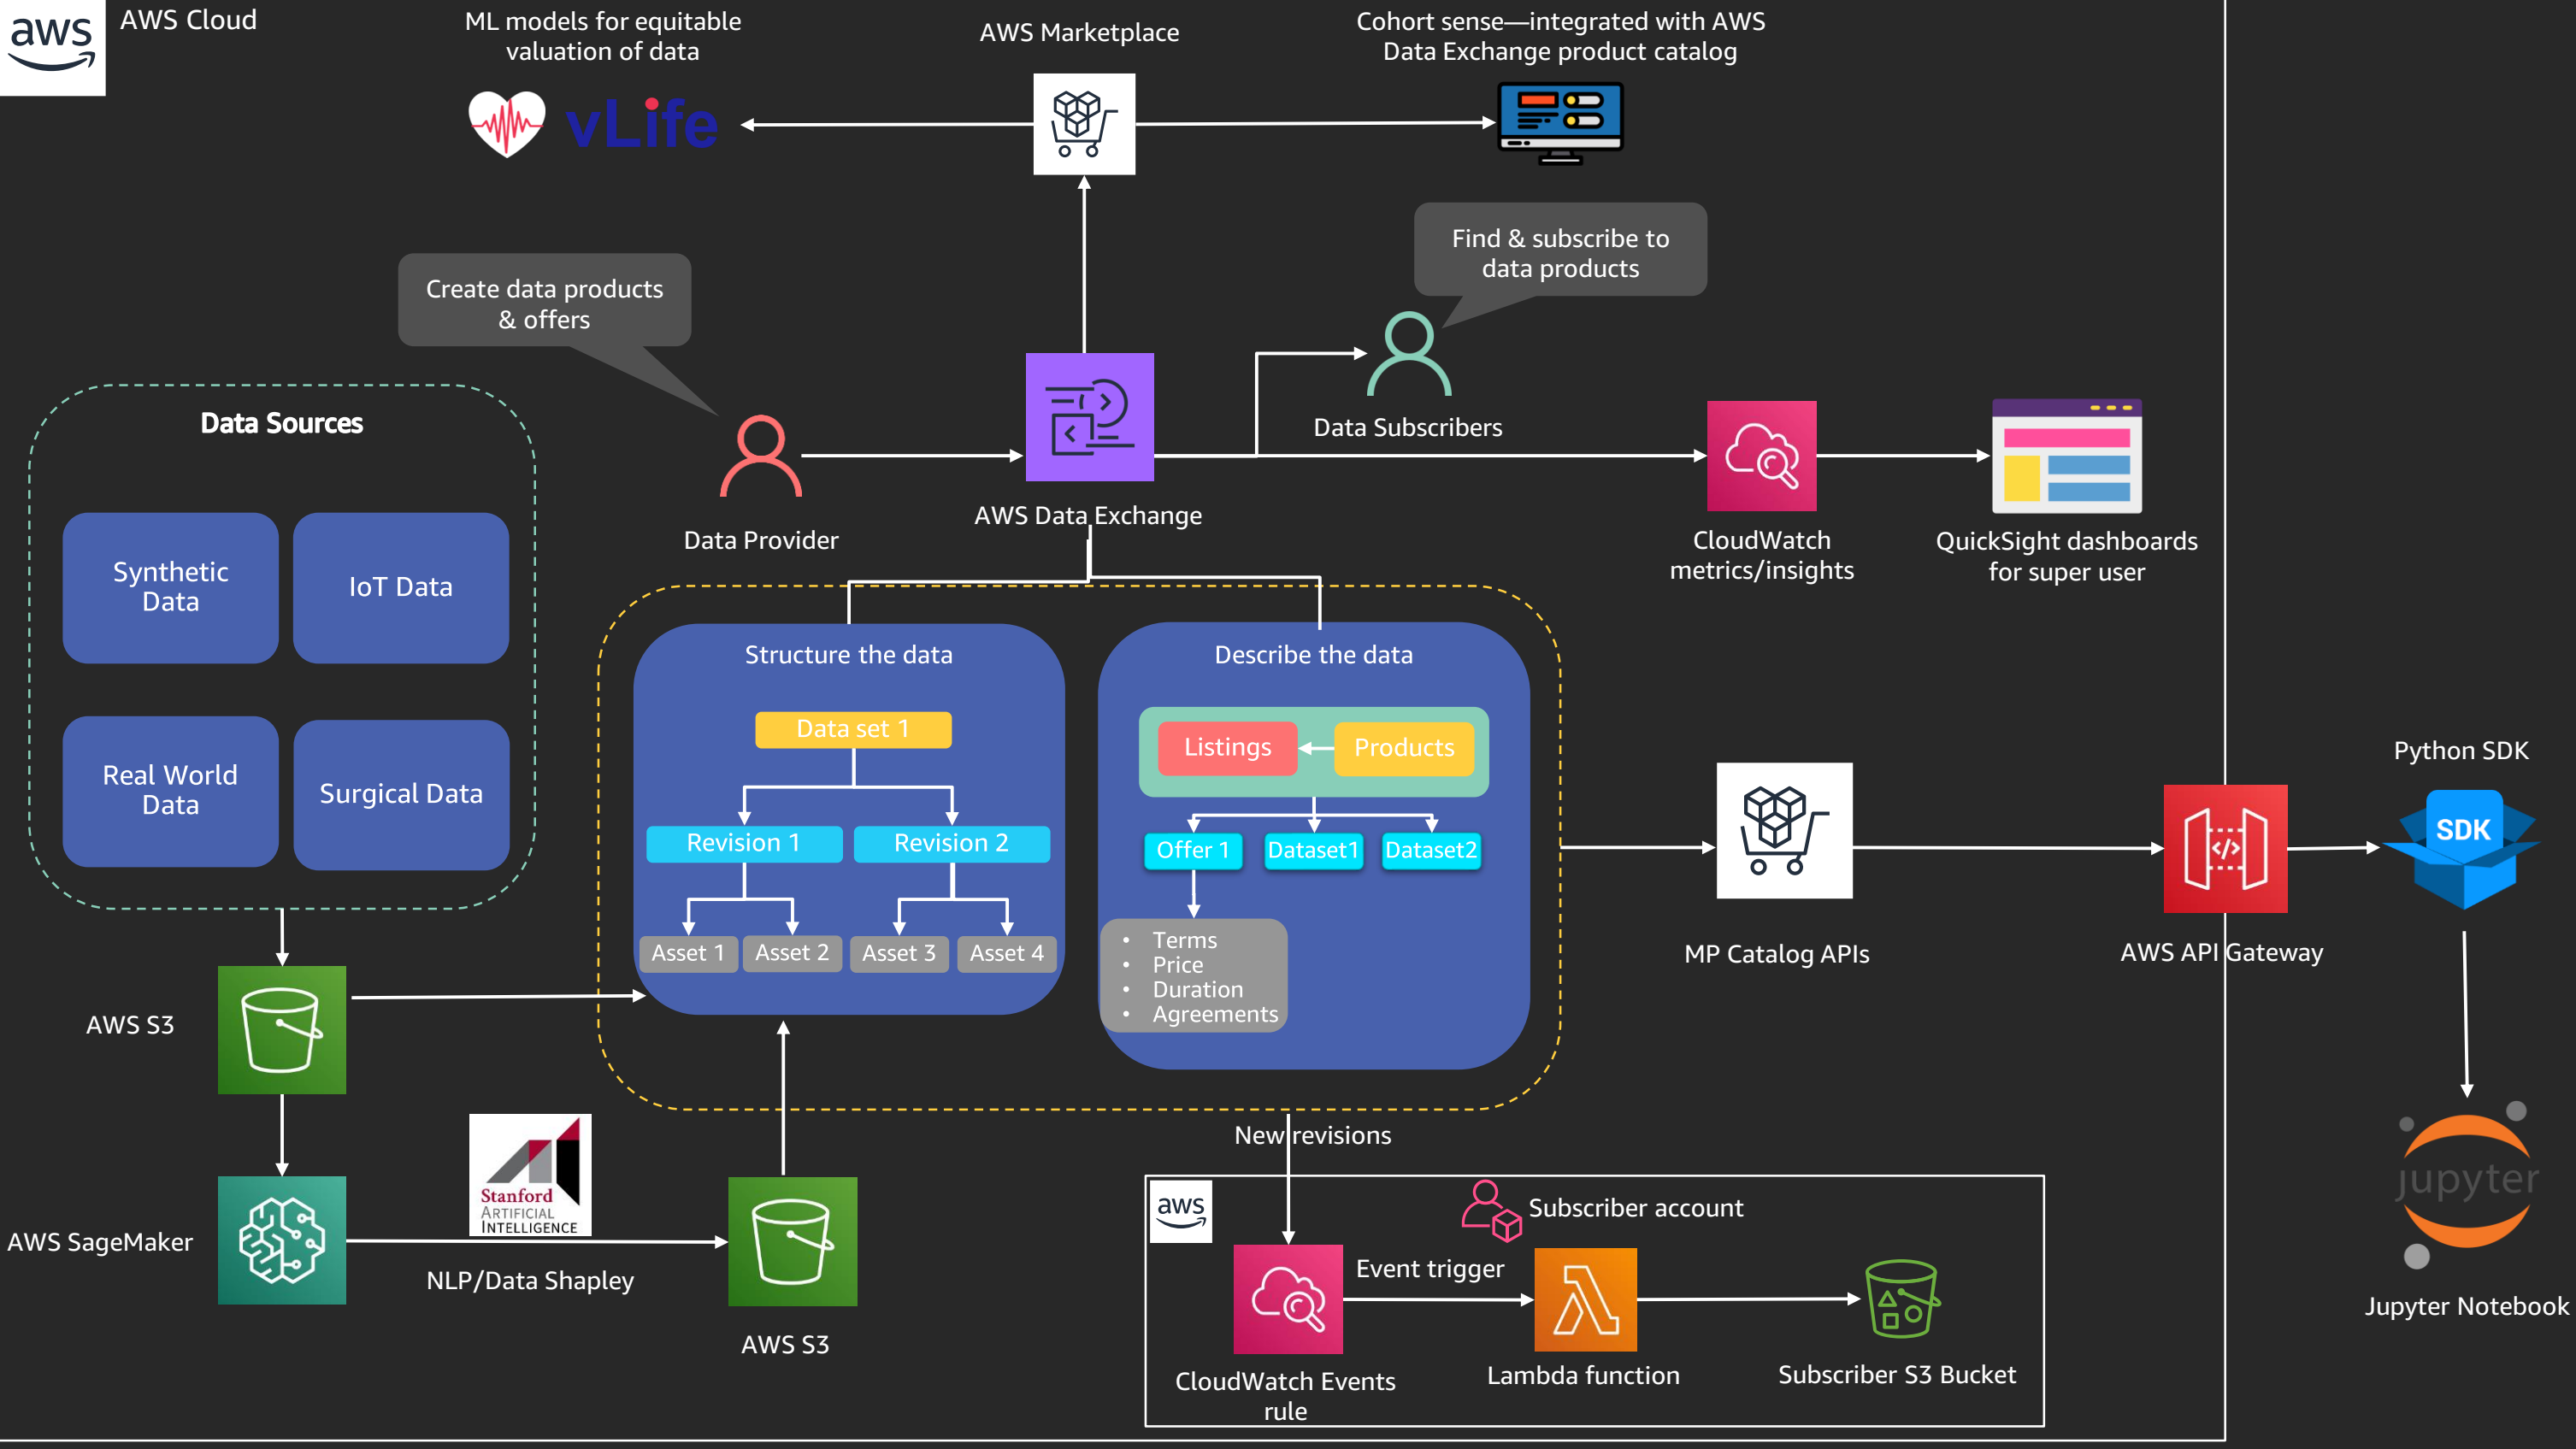 aws
AWS Cloud
ML models for equitable
valuation of data
vLife
AWS Marketplace
Cohort sense—integrated with AWS
Data Exchange product catalog
Create data products
& offers
Find & subscribe to
data products
Data Sources
Synthetic
Data
IoT Data
Real World
Data
Surgical Data
Data Provider
AWS Data Exchange
Data Subscribers
CloudWatch
metrics/insights
QuickSight dashboards
for super user
Structure the data
Data set 1
Revision 1
Revision 2
Asset 1
Asset 2
Asset 3
Asset 4
Describe the data
Listings
Products
Offer 1
Dataset1
Dataset2
• Terms
• Price
• Duration
• Agreements
MP Catalog APIs
AWS API Gateway
Python SDK
SDK
jupyter
Jupyter Notebook
AWS S3
AWS SageMaker
Stanford
ARTIFICIAL
INTELLIGENCE
NLP/Data Shapley
AWS S3
New revisions
aws
Subscriber account
Event trigger
CloudWatch Events
rule
Lambda function
Subscriber S3 Bucket